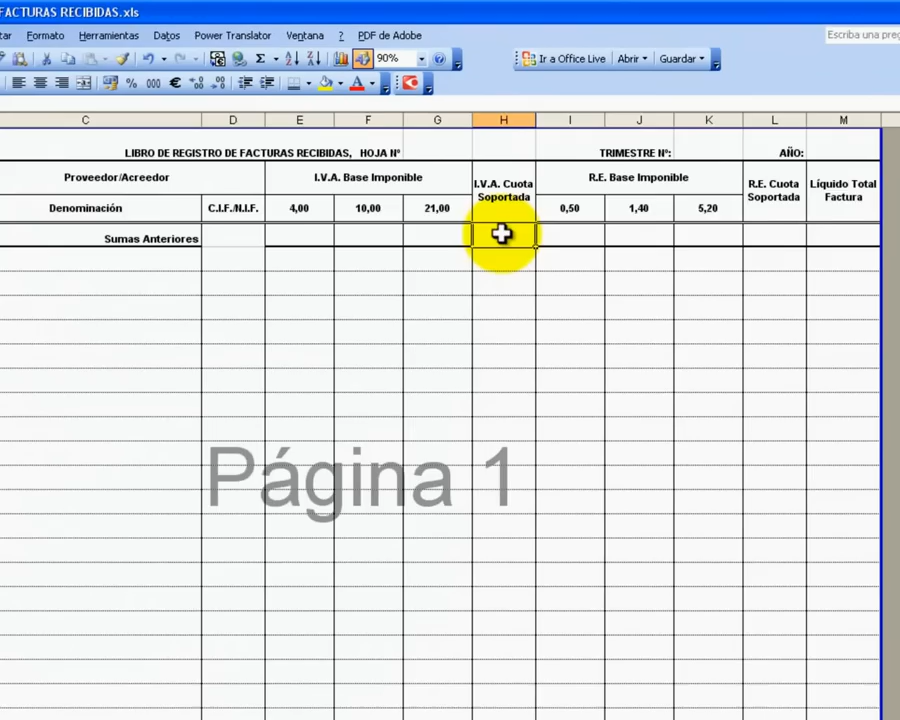 FACTURAS RECIBIDAS.xls
Formato Herramientas Datos Power Translator Ventana ? PDF de Adobe Escriba una
90% Ir a Office Live Abrir Guardar
% 000 €
C D E F G H I J K L M
LIBRO DE REGISTRO DE FACTURAS RECIBIDAS, HOJA Nº TRIMESTRE Nº: AÑO:
Proveedor/Acreedor I.V.A. Base Imponible I.V.A. Cuota Soportada R.E. Base Imponible R.E. Cuota Soportada Líquido Total Factura
Denominación C.I.F./N.I.F. 4,00 10,00 21,00 0,50 1,40 5,20
Sumas Anteriores
Página 1